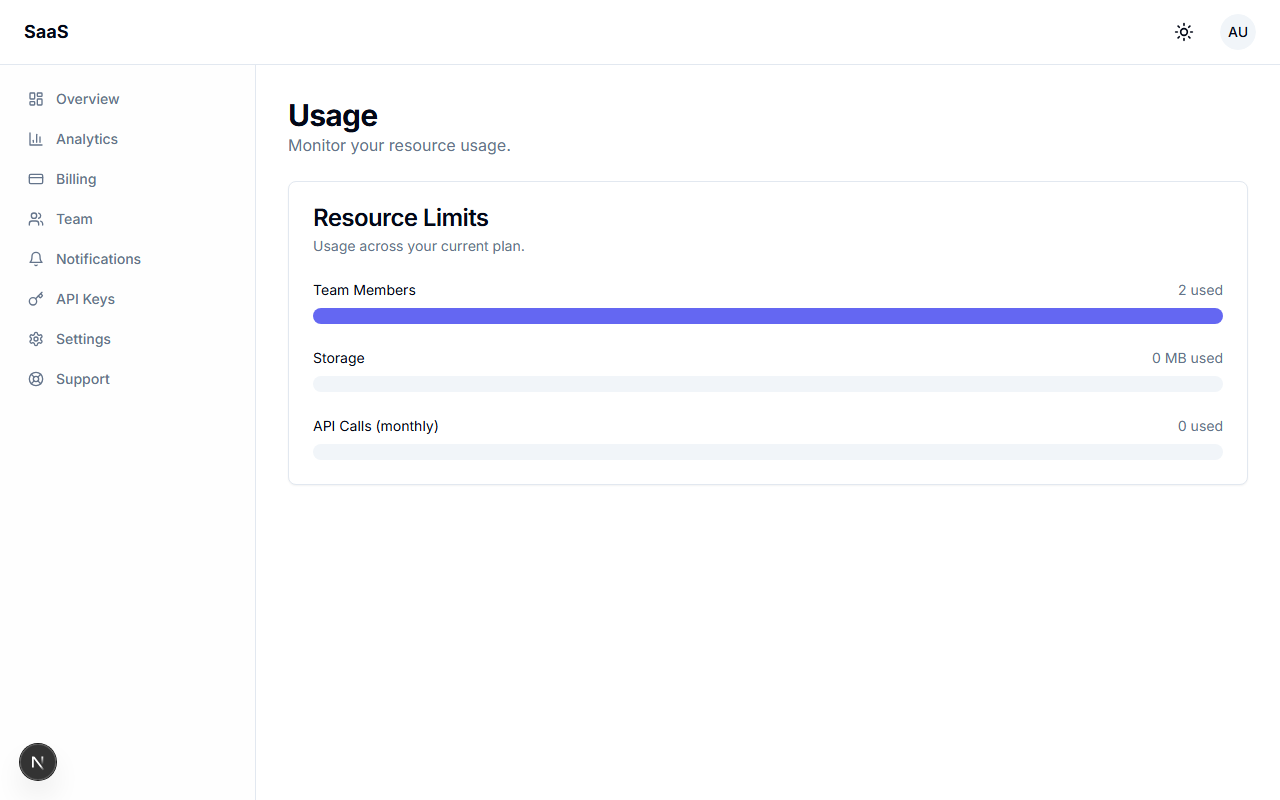 SaaS
AU
Overview
Analytics
Billing
Team
Notifications
API Keys
Settings
Support
Usage
Monitor your resource usage.
Resource Limits
Usage across your current plan.
Team Members 2 used
Storage 0 MB used
API Calls (monthly) 0 used
N